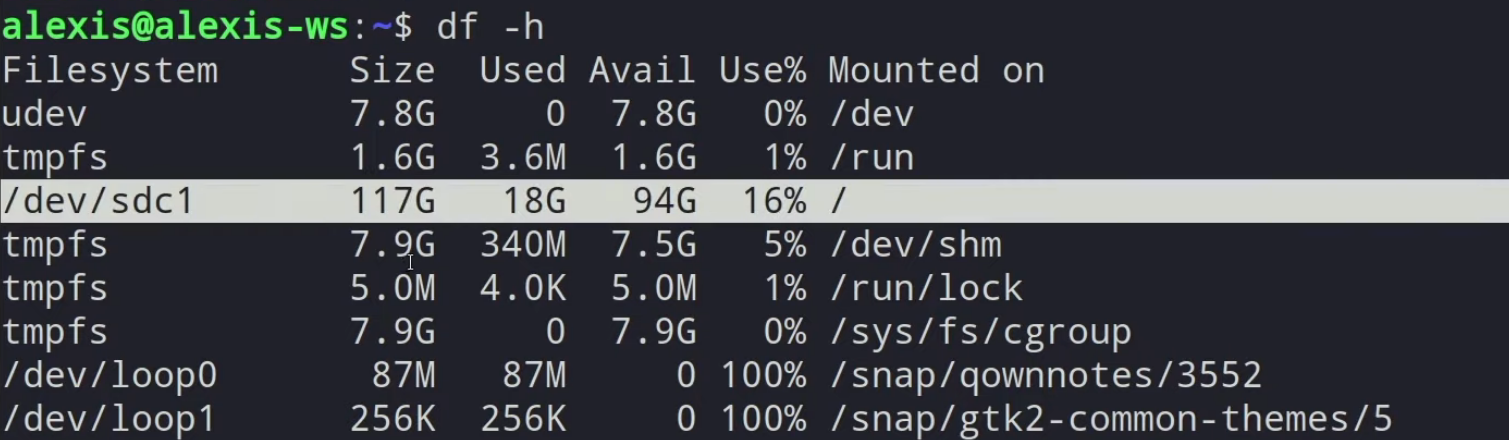 alexis@alexis-ws:~$ df -h
Filesystem      Size  Used Avail Use% Mounted on
udev            7.8G     0  7.8G   0% /dev
tmpfs           1.6G  3.6M  1.6G   1% /run
/dev/sdc1       117G   18G   94G  16% /
tmpfs           7.9G  340M  7.5G   5% /dev/shm
tmpfs           5.0M  4.0K  5.0M   1% /run/lock
tmpfs           7.9G     0  7.9G   0% /sys/fs/cgroup
/dev/loop0       87M   87M     0 100% /snap/qownnotes/3552
/dev/loop1      256K  256K     0 100% /snap/gtk2-common-themes/5